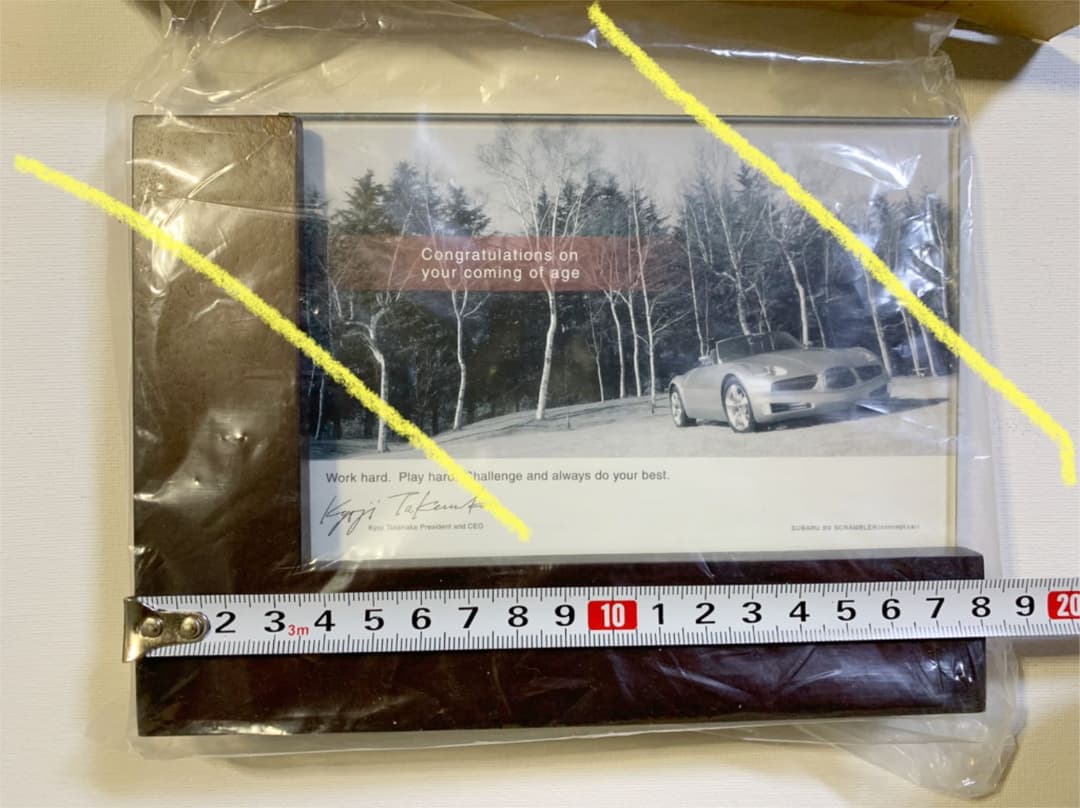 Congratulations on
your coming of age
Work hard. Play hard. Challenge and always do your best.
Kyoji Takenaka
Kyoji Takenaka President and CEO
SUBARU B9 SCRAMBLER(concept car)
2 3 3m 4 5 6 7 8 9 10 1 2 3 4 5 6 7 8 9 20